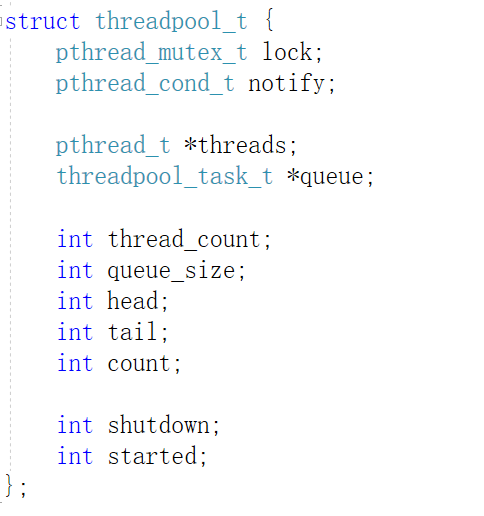 struct threadpool_t {
    pthread_mutex_t lock;
    pthread_cond_t notify;

    pthread_t *threads;
    threadpool_task_t *queue;

    int thread_count;
    int queue_size;
    int head;
    int tail;
    int count;

    int shutdown;
    int started;
};